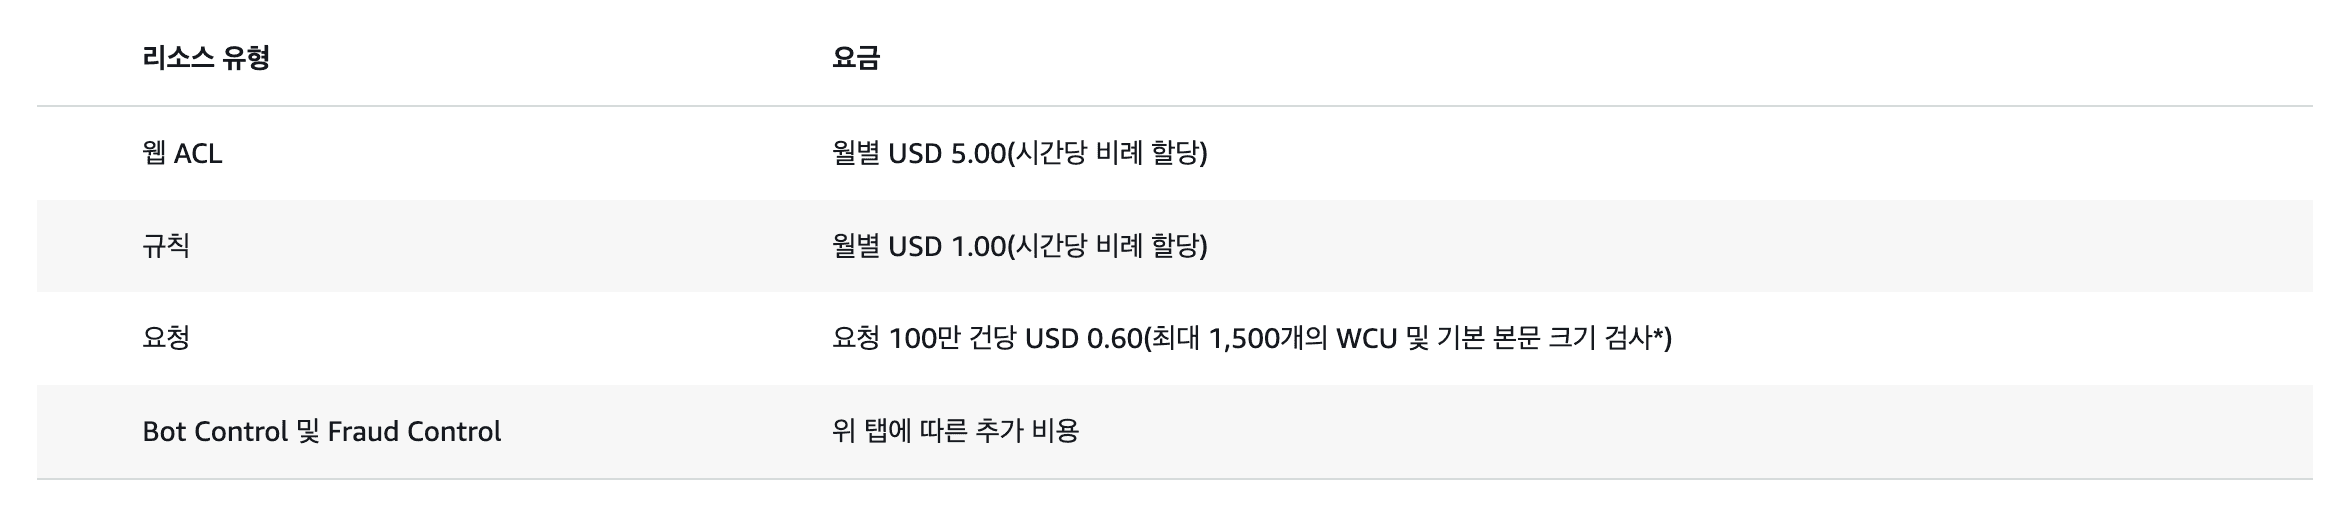 리소스 유형 요금
웹 ACL 월별 USD 5.00(시간당 비례 할당)
규칙 월별 USD 1.00(시간당 비례 할당)
요청 요청 100만 건당 USD 0.60(최대 1,500개의 WCU 및 기본 본문 크기 검사*)
Bot Control 및 Fraud Control 위 탭에 따른 추가 비용